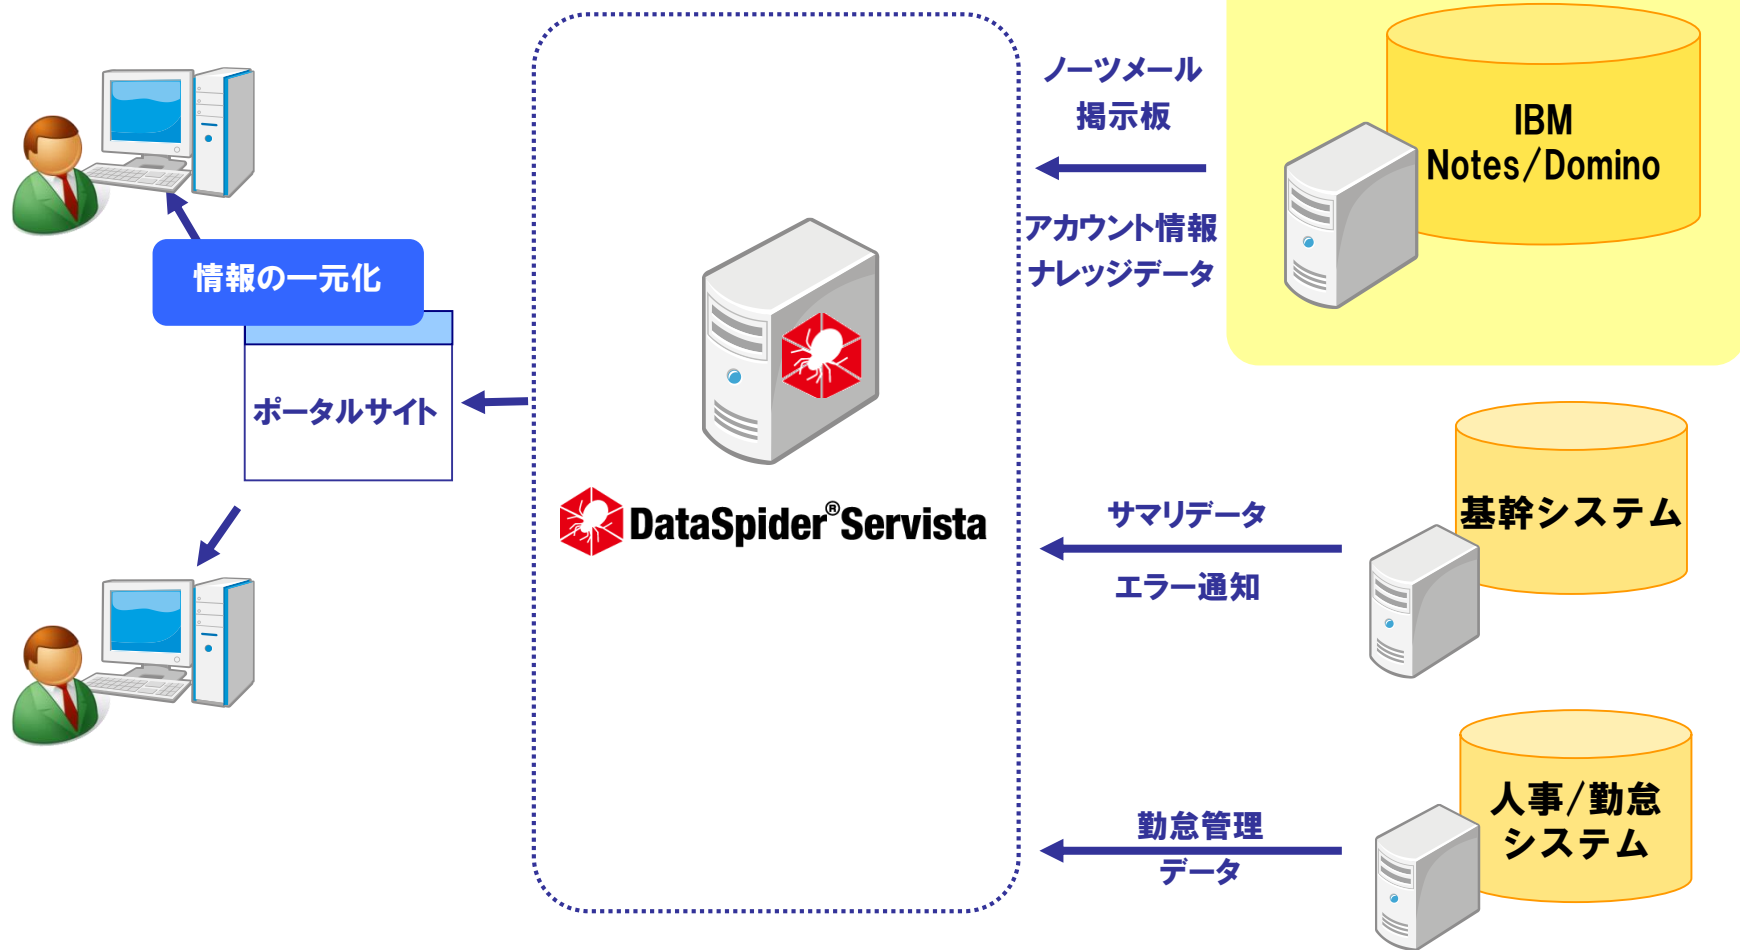 ノーツメール
掲示板
アカウント情報
ナレッジデータ
IBM
Notes/Domino
情報の一元化
ポータルサイト
DataSpider®Servista
サマリデータ
エラー通知
基幹システム
勤怠管理
データ
人事/勤怠
システム